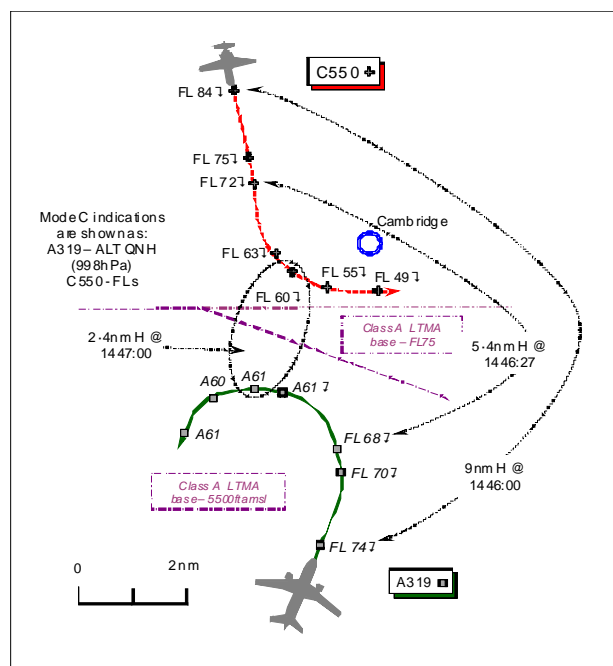 C550
FL 84
FL 75
FL 72
Mode C indications
are shown as:
A319 – ALT QNH
(998hPa)
C550 - FLs
Cambridge
FL 63
FL 55
FL 49
FL 60
Class A LTMA
base – FL75
2·4nm H @
1447:00
5·4nm H @
1446:27
A60
A61
A61
A61
FL 68
FL 70
9nm H @
1446:00
Class A LTMA
base – 5500ft amsl
FL 74
0
2nm
A319